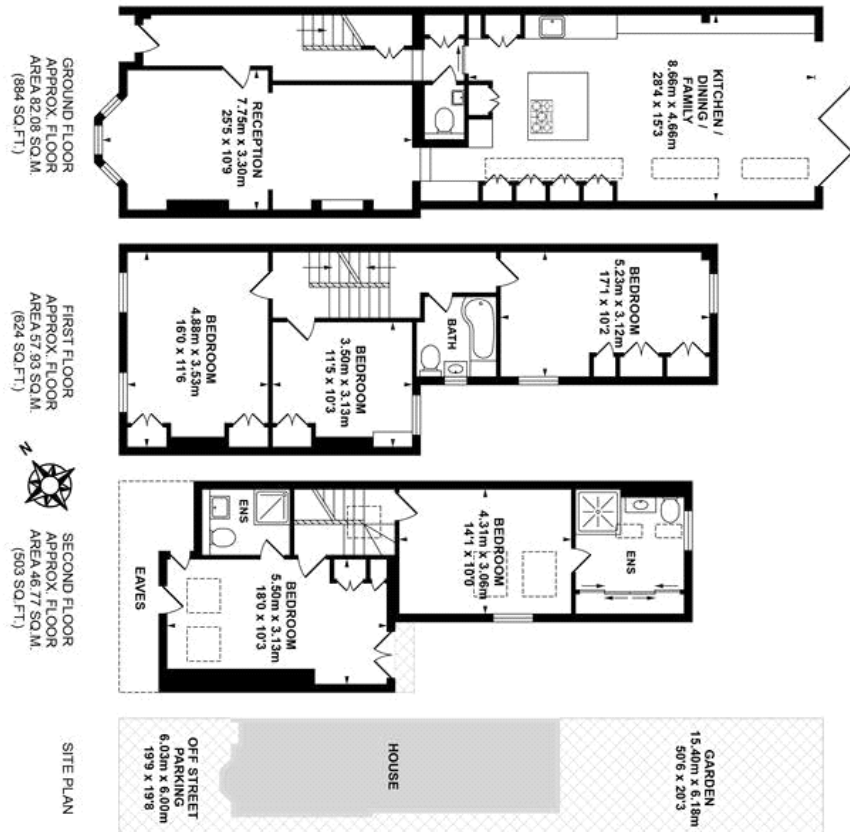 KITCHEN /
DINING /
FAMILY
8.66m x 4.66m
28'4 x 15'3
RECEPTION
7.75m x 3.30m
25'5 x 10'9
GROUND FLOOR
APPROX. FLOOR
AREA 82.08 SQ.M.
(884 SQ.FT.)
BEDROOM
5.23m x 3.12m
17'1 x 10'2
BATH
BEDROOM
3.50m x 3.13m
11'5 x 10'3
BEDROOM
4.88m x 3.53m
16'0 x 11'6
FIRST FLOOR
APPROX. FLOOR
AREA 57.93 SQ.M.
(624 SQ.FT.)
N
ENS
BEDROOM
4.31m x 3.06m
14'1 x 10'0
ENS
BEDROOM
5.50m x 3.13m
18'0 x 10'3
EAVES
SECOND FLOOR
APPROX. FLOOR
AREA 46.77 SQ.M.
(503 SQ.FT.)
GARDEN
15.40m x 6.18m
50'6 x 20'3
HOUSE
OFF STREET
PARKING
6.03m x 6.00m
19'9 x 19'8
SITE PLAN